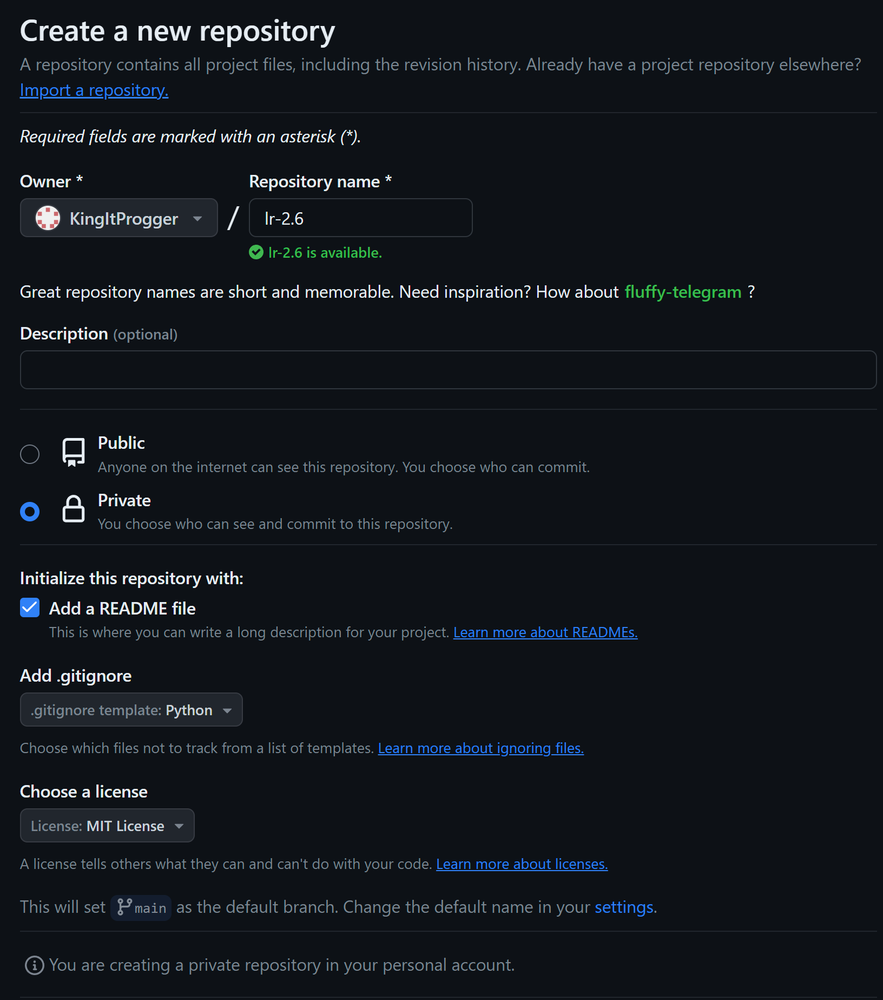 Create a new repository
A repository contains all project files, including the revision history. Already have a project repository elsewhere?
Import a repository.
Required fields are marked with an asterisk (*).
Owner *
Repository name *
KingItProgger
/
lr-2.6
lr-2.6 is available.
Great repository names are short and memorable. Need inspiration? How about fluffy-telegram ?
Description (optional)
Public
Anyone on the internet can see this repository. You choose who can commit.
Private
You choose who can see and commit to this repository.
Initialize this repository with:
Add a README file
This is where you can write a long description for your project. Learn more about READMEs.
Add .gitignore
.gitignore template: Python
Choose which files not to track from a list of templates. Learn more about ignoring files.
Choose a license
License: MIT License
A license tells others what they can and can't do with your code. Learn more about licenses.
This will set main as the default branch. Change the default name in your settings.
You are creating a private repository in your personal account.